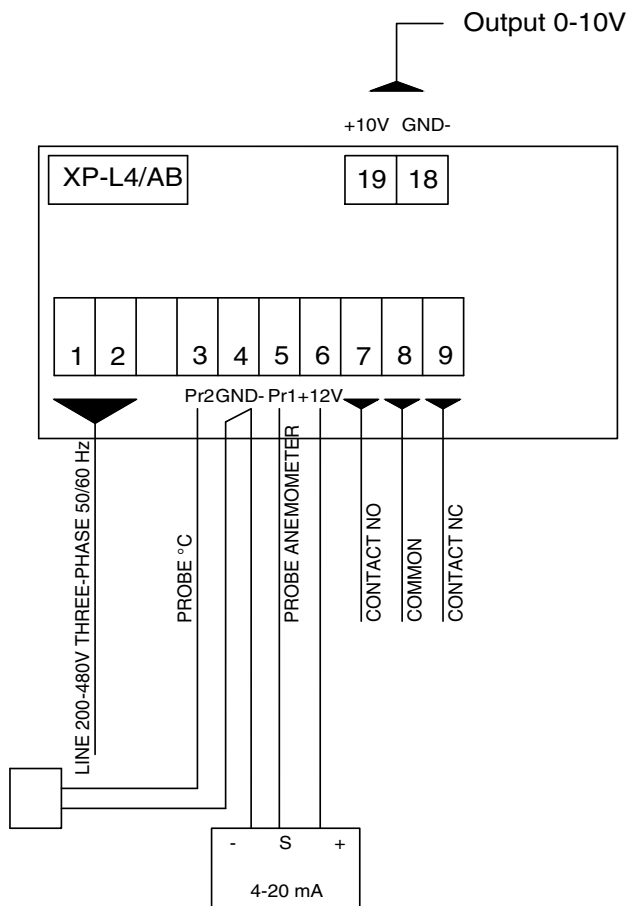 Output 0-10V
+10V GND-
XP-L4/AB
19 18
1 2 3 4 5 6 7 8 9
Pr2 GND- Pr1 +12V
LINE 200-480V THREE-PHASE 50/60 Hz
PROBE °C
PROBE ANEMOMETER
CONTACT NO
COMMON
CONTACT NC
- S +
4-20 mA